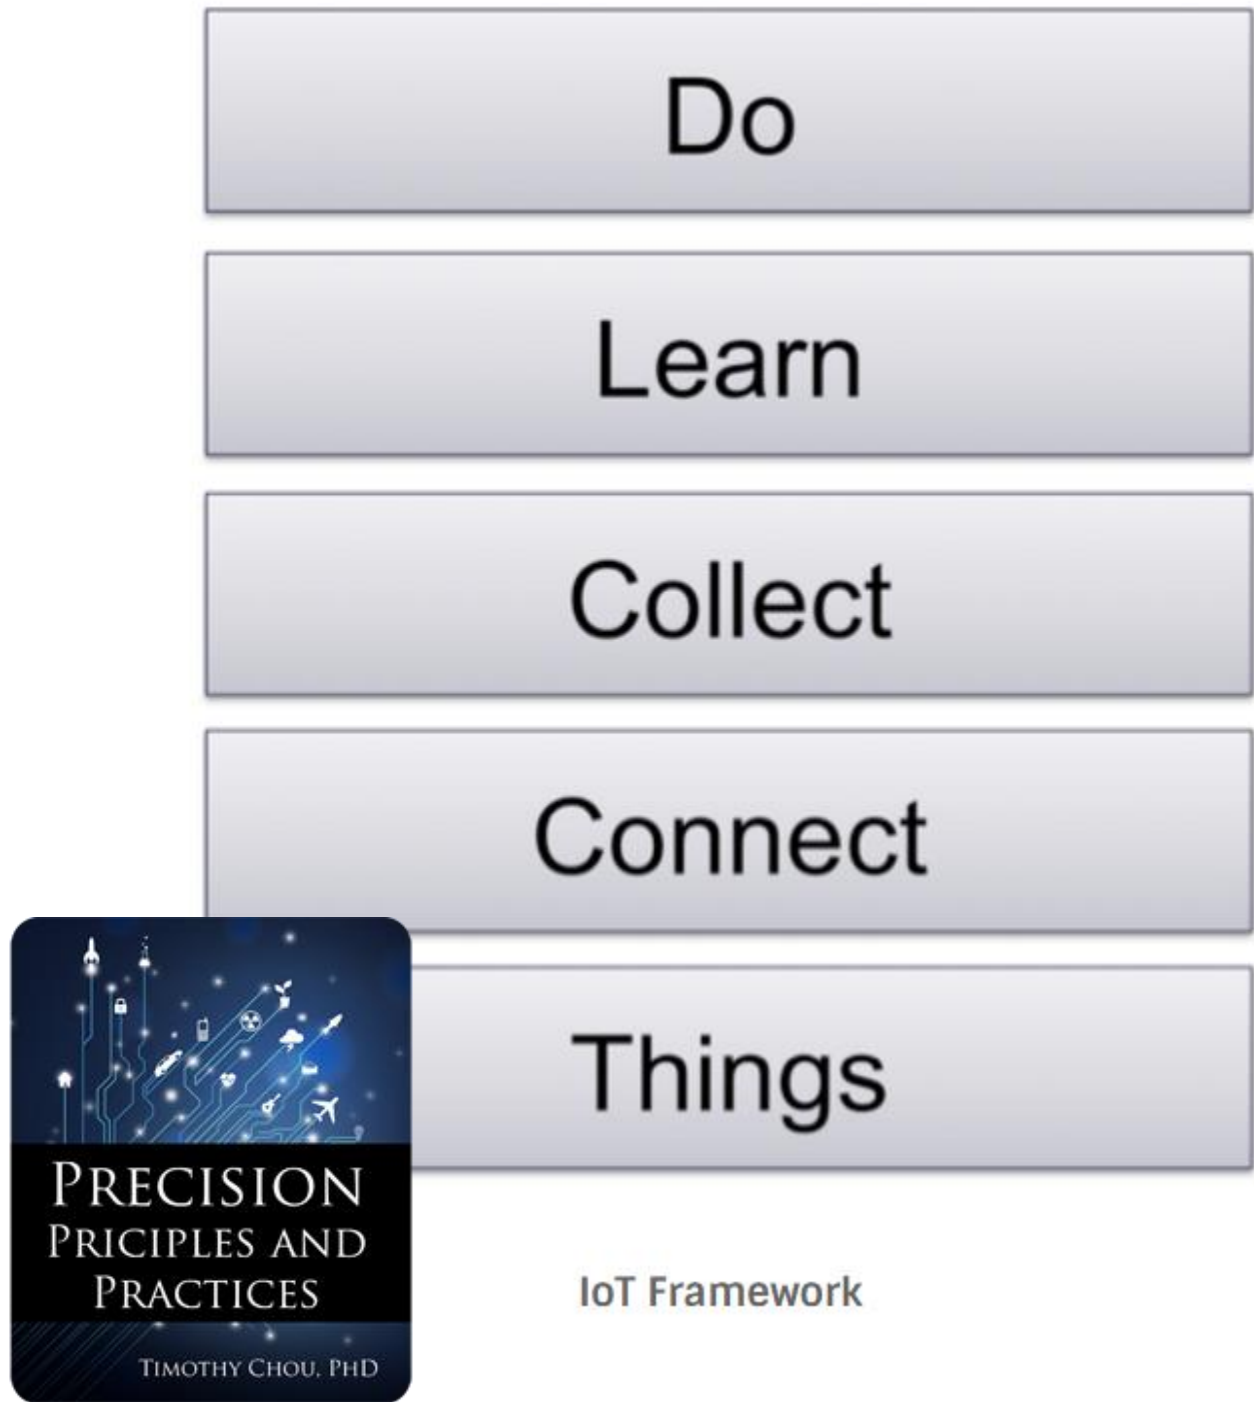 Do
Learn
Collect
Connect
Things
PRECISION
PRICIPLES AND
PRACTICES
TIMOTHY CHOU, PHD
IoT Framework